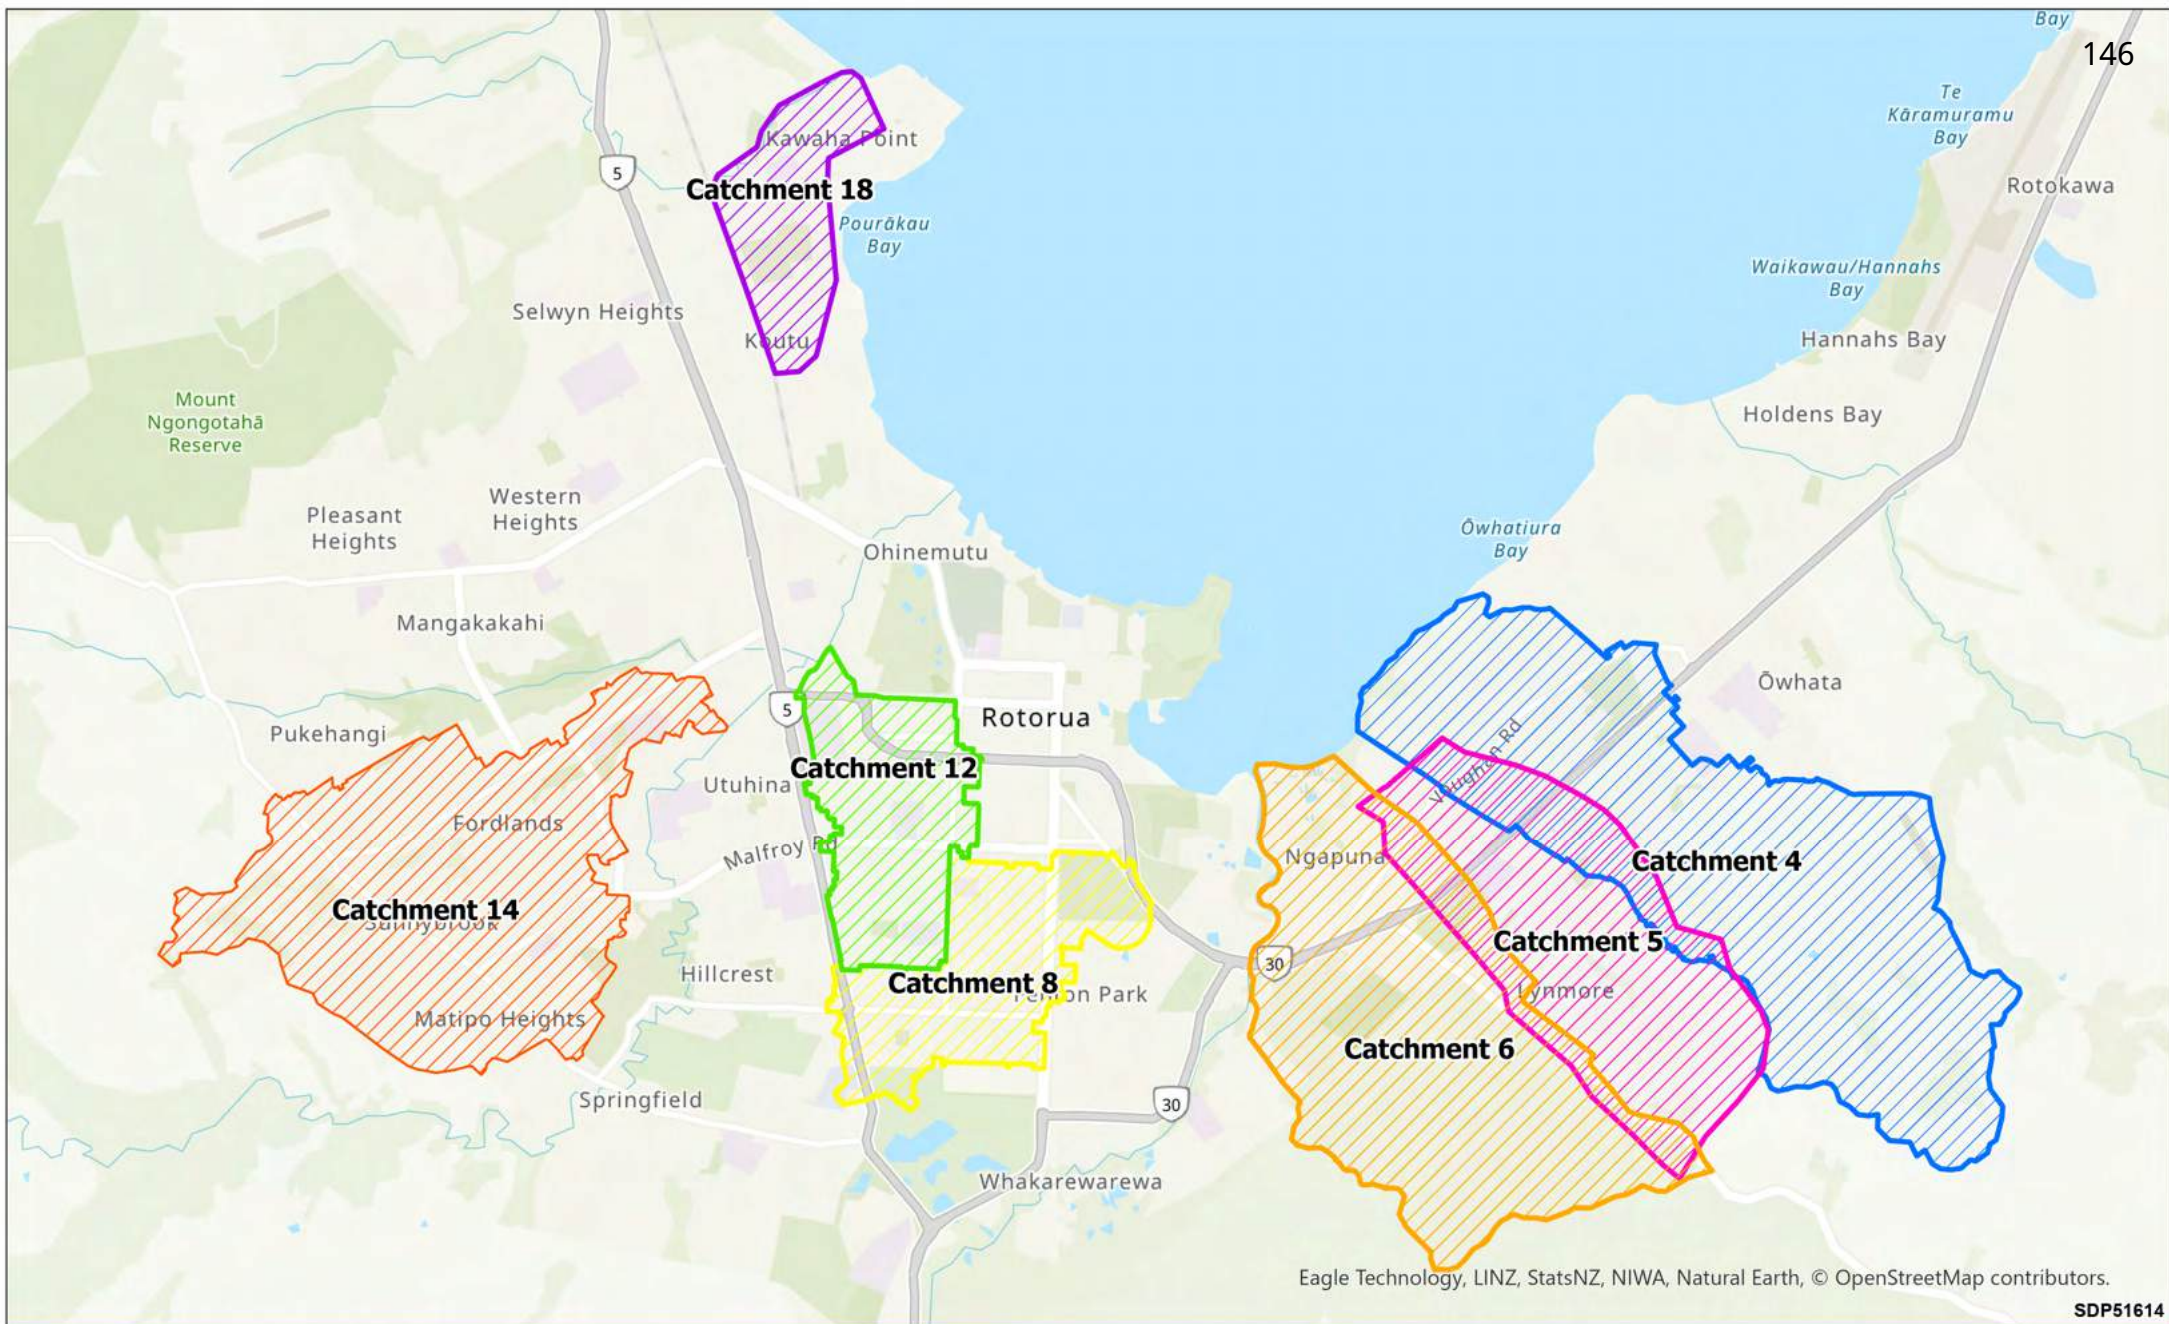 Bay
146
Te
Kāramuramu
Bay
Kawaha Point
5
Catchment 18
Rotokawa
Pourākau
Bay
Waikawau/Hannahs
Bay
Selwyn Heights
Koutu
Hannahs Bay
Mount
Ngongotahā
Reserve
Holdens Bay
Western
Heights
Pleasant
Heights
Ōwhatiura
Bay
Ohinemutu
Mangakakahi
Ōwhata
5
Rotorua
Pukehangi
Vaughan Rd
Catchment 12
Utuhina
Fordlands
Malfroy Rd
Ngapuna
Catchment 4
Catchment 14
Sunnybrook
Catchment 5
30
Hillcrest
Catchment 8
Fenton Park
Lynmore
Matipo Heights
Catchment 6
Springfield
30
Whakarewarewa
Eagle Technology, LINZ, StatsNZ, NIWA, Natural Earth, © OpenStreetMap contributors.
SDP51614